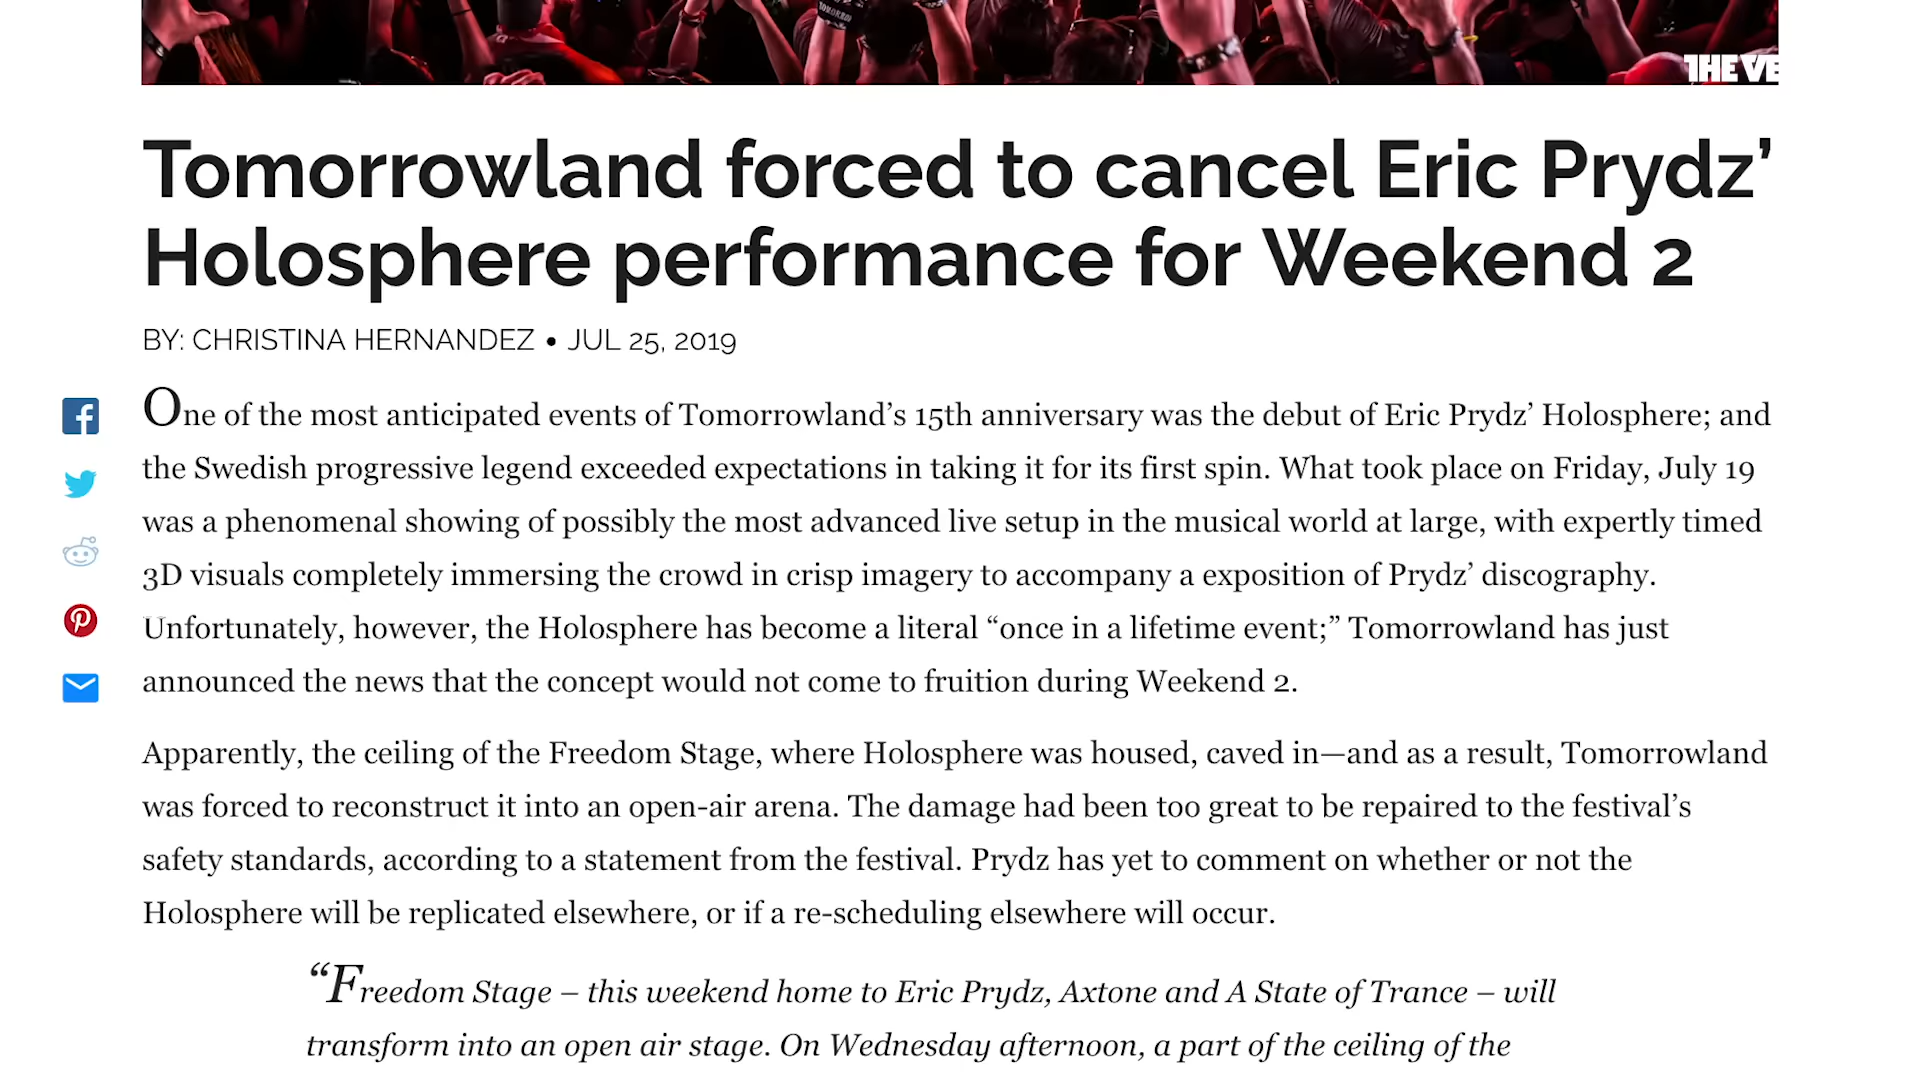 TOMORROW
THE VE
Tomorrowland forced to cancel Eric Prydz’
Holosphere performance for Weekend 2
BY: CHRISTINA HERNANDEZ • JUL 25, 2019
One of the most anticipated events of Tomorrowland’s 15th anniversary was the debut of Eric Prydz’ Holosphere; and
the Swedish progressive legend exceeded expectations in taking it for its first spin. What took place on Friday, July 19
was a phenomenal showing of possibly the most advanced live setup in the musical world at large, with expertly timed
3D visuals completely immersing the crowd in crisp imagery to accompany a exposition of Prydz’ discography.
Unfortunately, however, the Holosphere has become a literal “once in a lifetime event;” Tomorrowland has just
announced the news that the concept would not come to fruition during Weekend 2.
Apparently, the ceiling of the Freedom Stage, where Holosphere was housed, caved in—and as a result, Tomorrowland
was forced to reconstruct it into an open-air arena. The damage had been too great to be repaired to the festival’s
safety standards, according to a statement from the festival. Prydz has yet to comment on whether or not the
Holosphere will be replicated elsewhere, or if a re-scheduling elsewhere will occur.
“Freedom Stage – this weekend home to Eric Prydz, Axtone and A State of Trance – will
transform into an open air stage. On Wednesday afternoon, a part of the ceiling of the